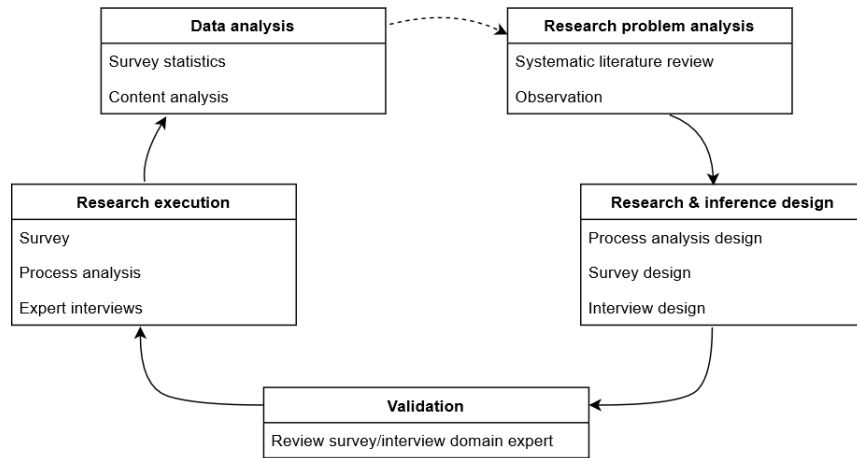 Data analysis
Survey statistics
Content analysis
Research problem analysis
Systematic literature review
Observation
Research & inference design
Process analysis design
Survey design
Interview design
Validation
Review survey/interview domain expert
Research execution
Survey
Process analysis
Expert interviews